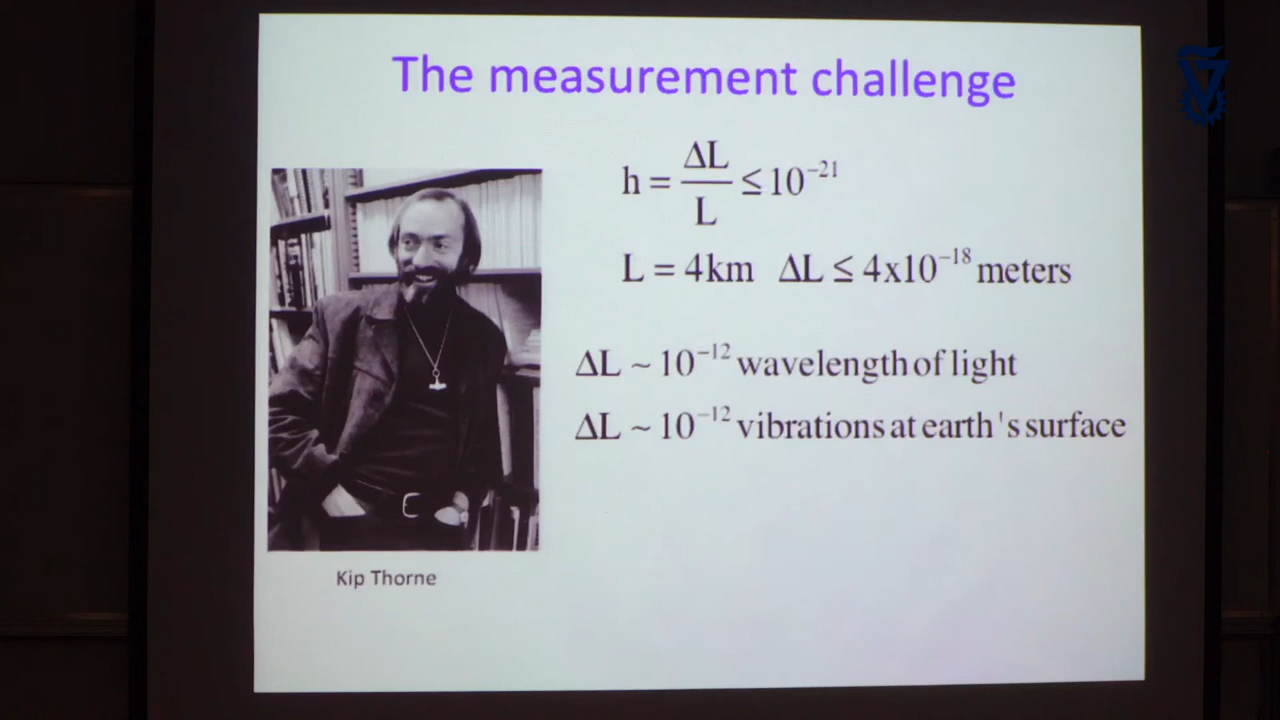 The measurement challenge
h = ΔL/L ≤ 10⁻²¹
L = 4km ΔL ≤ 4x10⁻¹⁸ meters
ΔL ~ 10⁻¹² wavelength of light
ΔL ~ 10⁻¹² vibrations at earth's surface
Kip Thorne